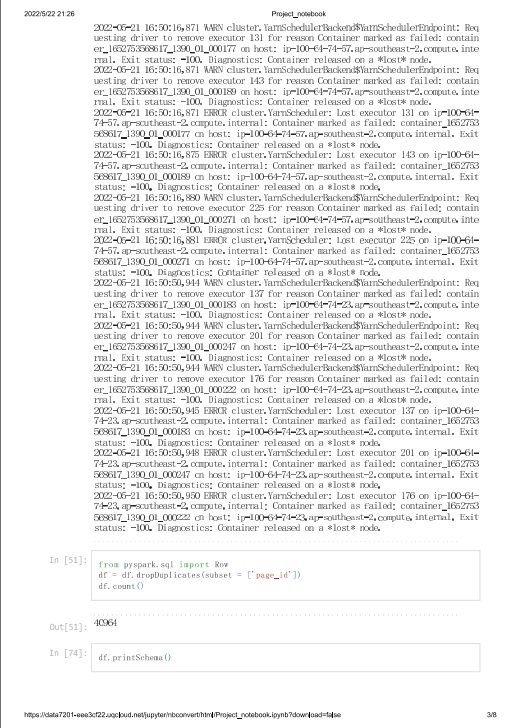 2022/5/22 21:26
Project_notebook
2022-05-21 16:50:16,871 WARN cluster.YarnSchedulerBackend$YarnSchedulerEndpoint: Req
uesting driver to remove executor 131 for reason Container marked as failed: contain
er_1652753568617_1390_01_000177 on host: ip-100-64-74-57.ap-southeast-2.compute.inte
rnal. Exit status: -100. Diagnostics: Container released on a *lost* node.
2022-05-21 16:50:16,871 WARN cluster.YarnSchedulerBackend$YarnSchedulerEndpoint: Req
uesting driver to remove executor 143 for reason Container marked as failed: contain
er_1652753568617_1390_01_000189 on host: ip-100-64-74-57.ap-southeast-2.compute.inte
rnal. Exit status: -100. Diagnostics: Container released on a *lost* node.
2022-05-21 16:50:16,871 ERROR cluster.YarnScheduler: Lost executor 131 on ip-100-64-
74-57.ap-southeast-2.compute.internal: Container marked as failed: container_1652753
568617_1390_01_000177 on host: ip-100-64-74-57.ap-southeast-2.compute.internal. Exit
status: -100. Diagnostics: Container released on a *lost* node.
2022-05-21 16:50:16,875 ERROR cluster.YarnScheduler: Lost executor 143 on ip-100-64-
74-57.ap-southeast-2.compute.internal: Container marked as failed: container_1652753
568617_1390_01_000189 on host: ip-100-64-74-57.ap-southeast-2.compute.internal. Exit
status: -100. Diagnostics: Container released on a *lost* node.
2022-05-21 16:50:16,880 WARN cluster.YarnSchedulerBackend$YarnSchedulerEndpoint: Req
uesting driver to remove executor 225 for reason Container marked as failed: contain
er_1652753568617_1390_01_000271 on host: ip-100-64-74-57.ap-southeast-2.compute.inte
rnal. Exit status: -100. Diagnostics: Container released on a *lost* node.
2022-05-21 16:50:16,881 ERROR cluster.YarnScheduler: Lost executor 225 on ip-100-64-
74-57.ap-southeast-2.compute.internal: Container marked as failed: container_1652753
568617_1390_01_000271 on host: ip-100-64-74-57.ap-southeast-2.compute.internal. Exit
status: -100. Diagnostics: Container released on a *lost* node.
2022-05-21 16:50:50,944 WARN cluster.YarnSchedulerBackend$YarnSchedulerEndpoint: Req
uesting driver to remove executor 137 for reason Container marked as failed: contain
er_1652753568617_1390_01_000183 on host: ip-100-64-74-23.ap-southeast-2.compute.inte
rnal. Exit status: -100. Diagnostics: Container released on a *lost* node.
2022-05-21 16:50:50,944 WARN cluster.YarnSchedulerBackend$YarnSchedulerEndpoint: Req
uesting driver to remove executor 201 for reason Container marked as failed: contain
er_1652753568617_1390_01_000247 on host: ip-100-64-74-23.ap-southeast-2.compute.inte
rnal. Exit status: -100. Diagnostics: Container released on a *lost* node.
2022-05-21 16:50:50,944 WARN cluster.YarnSchedulerBackend$YarnSchedulerEndpoint: Req
uesting driver to remove executor 176 for reason Container marked as failed: contain
er_1652753568617_1390_01_000222 on host: ip-100-64-74-23.ap-southeast-2.compute.inte
rnal. Exit status: -100. Diagnostics: Container released on a *lost* node.
2022-05-21 16:50:50,945 ERROR cluster.YarnScheduler: Lost executor 137 on ip-100-64-
74-23.ap-southeast-2.compute.internal: Container marked as failed: container_1652753
568617_1390_01_000183 on host: ip-100-64-74-23.ap-southeast-2.compute.internal. Exit
status: -100. Diagnostics: Container released on a *lost* node.
2022-05-21 16:50:50,948 ERROR cluster.YarnScheduler: Lost executor 201 on ip-100-64-
74-23.ap-southeast-2.compute.internal: Container marked as failed: container_1652753
568617_1390_01_000247 on host: ip-100-64-74-23.ap-southeast-2.compute.internal. Exit
status: -100. Diagnostics: Container released on a *lost* node.
2022-05-21 16:50:50,950 ERROR cluster.YarnScheduler: Lost executor 176 on ip-100-64-
74-23.ap-southeast-2.compute.internal: Container marked as failed: container_1652753
568617_1390_01_000222 on host: ip-100-64-74-23.ap-southeast-2.compute.internal. Exit
status: -100. Diagnostics: Container released on a *lost* node.
In [51]:
from pyspark.sql import Row
df = df.dropDuplicates(subset = ['page_id'])
df.count()
Out[51]: 40964
In [74]: df.printSchema()
https://data7201-eee3cf22.uqcloud.net/jupyter/nbconvert/html/Project_notebook.ipynb?download=false
3/8